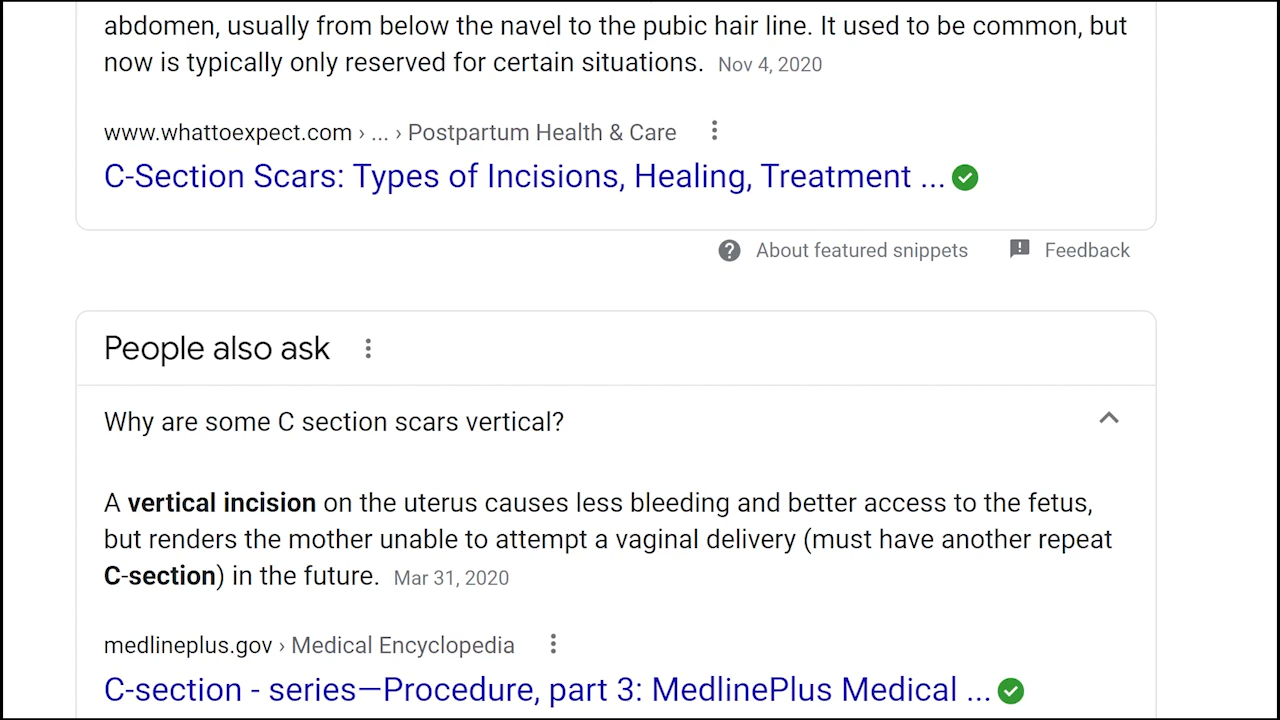 abdomen, usually from below the navel to the pubic hair line. It used to be common, but
now is typically only reserved for certain situations. Nov 4, 2020
www.whattoexpect.com › ... › Postpartum Health & Care
C-Section Scars: Types of Incisions, Healing, Treatment ...
About featured snippets Feedback
People also ask
Why are some C section scars vertical?
A vertical incision on the uterus causes less bleeding and better access to the fetus,
but renders the mother unable to attempt a vaginal delivery (must have another repeat
C-section) in the future. Mar 31, 2020
medlineplus.gov › Medical Encyclopedia
C-section - series—Procedure, part 3: MedlinePlus Medical ...